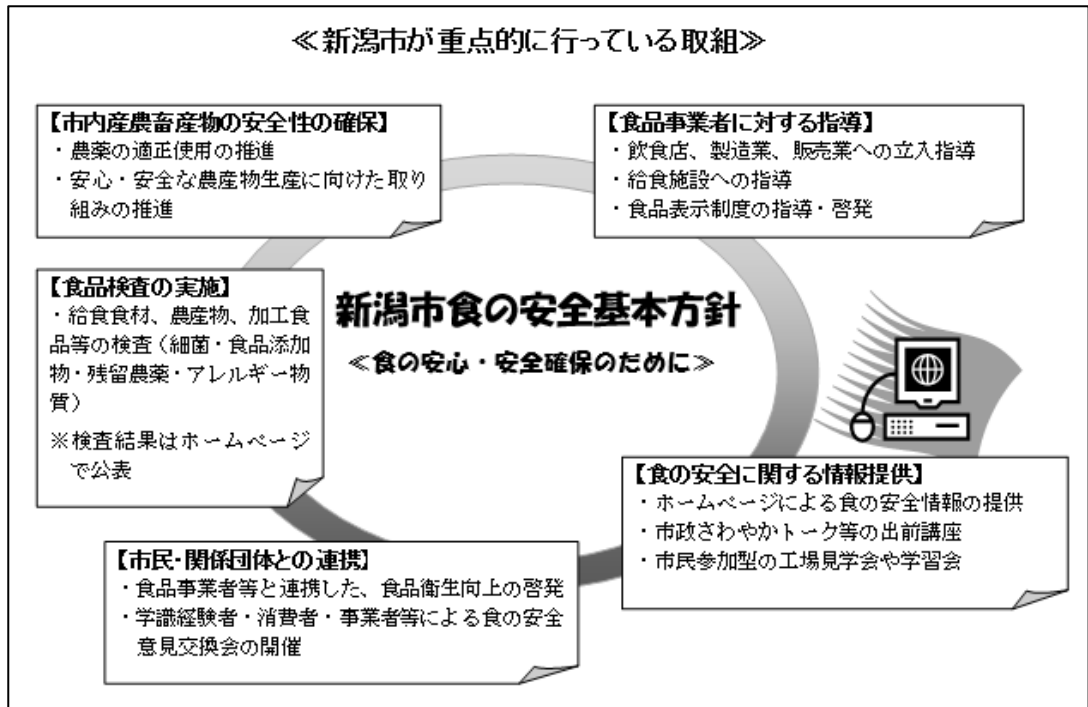 ≪新潟市が重点的に行っている取組≫
【市内産農畜産物の安全性の確保】
・農薬の適正使用の推進
・安心・安全な農産物生産に向けた取り
組みの推進
【食品事業者に対する指導】
・飲食店、製造業、販売業への立入指導
・給食施設への指導
・食品表示制度の指導・啓発
【食品検査の実施】
・給食食材、農産物、加工食
品等の検査（細菌・食品添加
物・残留農薬・アレルギー物
質）
※検査結果はホームページ
で公表
新潟市食の安全基本方針
≪食の安心・安全確保のために≫
【食の安全に関する情報提供】
・ホームページによる食の安全情報の提供
・市政さわやかトーク等の出前講座
・市民参加型の工場見学会や学習会
【市民・関係団体との連携】
・食品事業者等と連携した、食品衛生向上の啓発
・学識経験者・消費者・事業者等による食の安全
意見交換会の開催